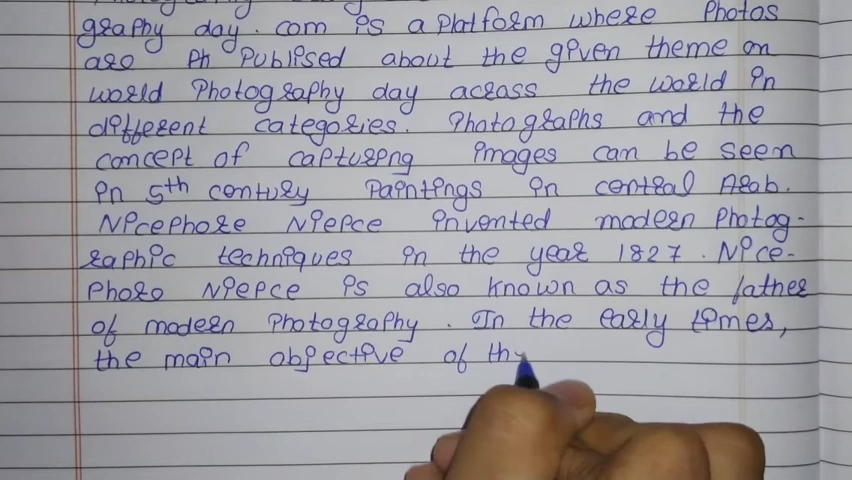 graphy day. com is a platform where Photos
are Ph Publised about the given theme on
world Photography day across the world in
different categories. Photographs and the
concept of capturing images can be seen
in 5th century Paintings in central Arab.
Nicephore Niepce invented modern Photog-
raphic techniques in the year 1827. Nice-
Phore Niepce is also known as the father
of modern Photography. In the early times,
the main objective of th